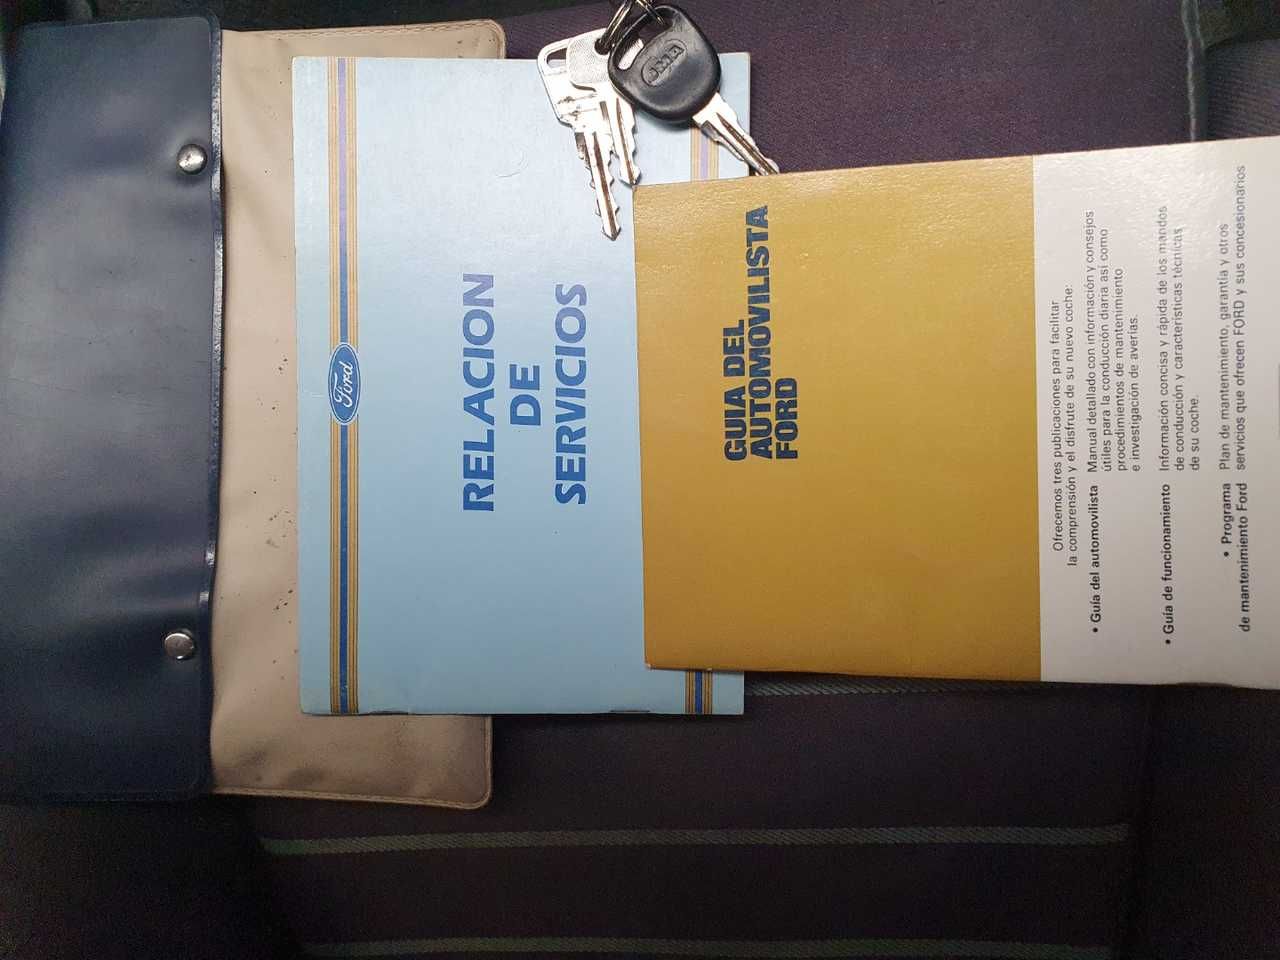 Ford
RELACION
DE
SERVICIOS
JMA
GUIA DEL
AUTOMOVILISTA
FORD
Ofrecemos tres publicaciones para facilitar
la comprensión y el disfrute de su nuevo coche:
• Guía del automovilista Manual detallado con información y consejos
útiles para la conducción diaria así como
procedimientos de mantenimiento
e investigación de averías.
• Guía de funcionamiento Información concisa y rápida de los mandos
de conducción y características técnicas
de su coche.
• Programa Plan de mantenimiento, garantía y otros
de mantenimiento Ford servicios que ofrecen FORD y sus concesionarios